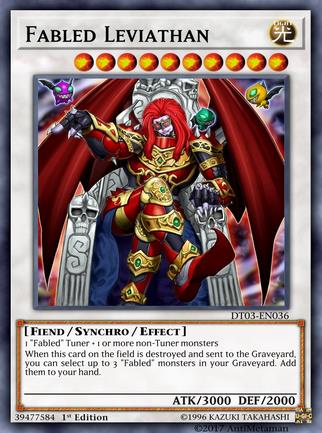 FABLED LEVIATHAN
光
DT03-EN036
[FIEND / SYNCHRO / EFFECT]
1 "Fabled" Tuner + 1 or more non-Tuner monsters
When this card on the field is destroyed and sent to the Graveyard,
you can select up to 3 "Fabled" monsters in your Graveyard. Add
them to your hand.
ATK/3000 DEF/2000
39477584 1st Edition ©1996 KAZUKI TAKAHASHI
©2017 AntiMetaman